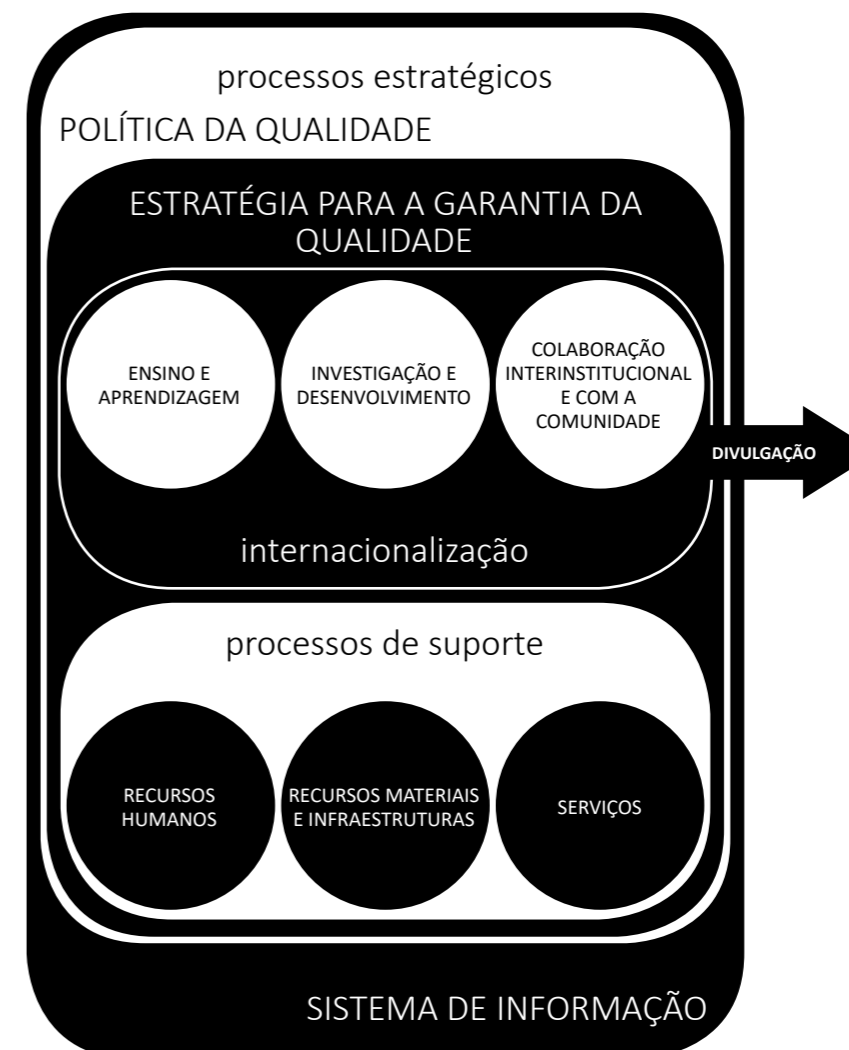 processos estratégicos
POLÍTICA DA QUALIDADE
ESTRATÉGIA PARA A GARANTIA DA
QUALIDADE
ENSINO E
APRENDIZAGEM
INVESTIGAÇÃO E
DESENVOLVIMENTO
COLABORAÇÃO
INTERINSTITUCIONAL
E COM A
COMUNIDADE
DIVULGAÇÃO
internacionalização
processos de suporte
RECURSOS
HUMANOS
RECURSOS MATERIAIS
E INFRAESTRUTURAS
SERVIÇOS
SISTEMA DE INFORMAÇÃO